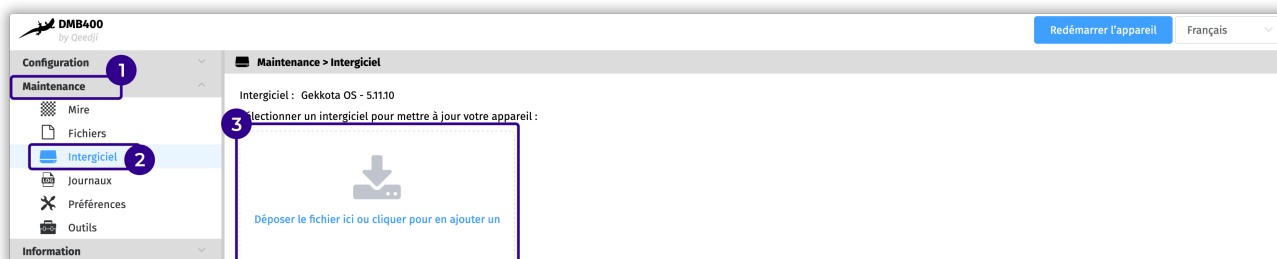 DMB400
by Qeedji
Redémarrer l'appareil
Français
Configuration
1
Maintenance
Mire
Fichiers
Intergiciel
2
Journaux
Préférences
Outils
Information
Maintenance > Intergiciel
Intergiciel : Gekkota OS - 5.11.10
3
lectionner un intergiciel pour mettre à jour votre appareil :
Déposer le fichier ici ou cliquer pour en ajouter un